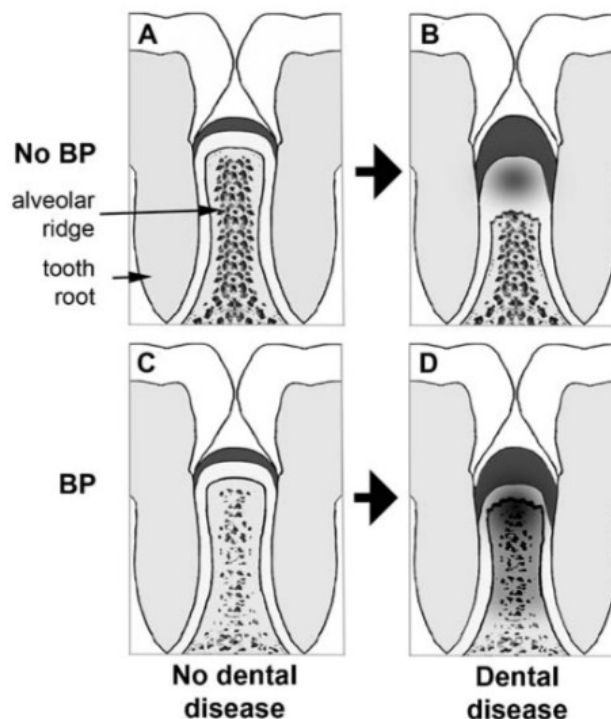 A
B
No BP
alveolar
ridge
tooth
root
C
D
BP
No dental
disease
Dental
disease